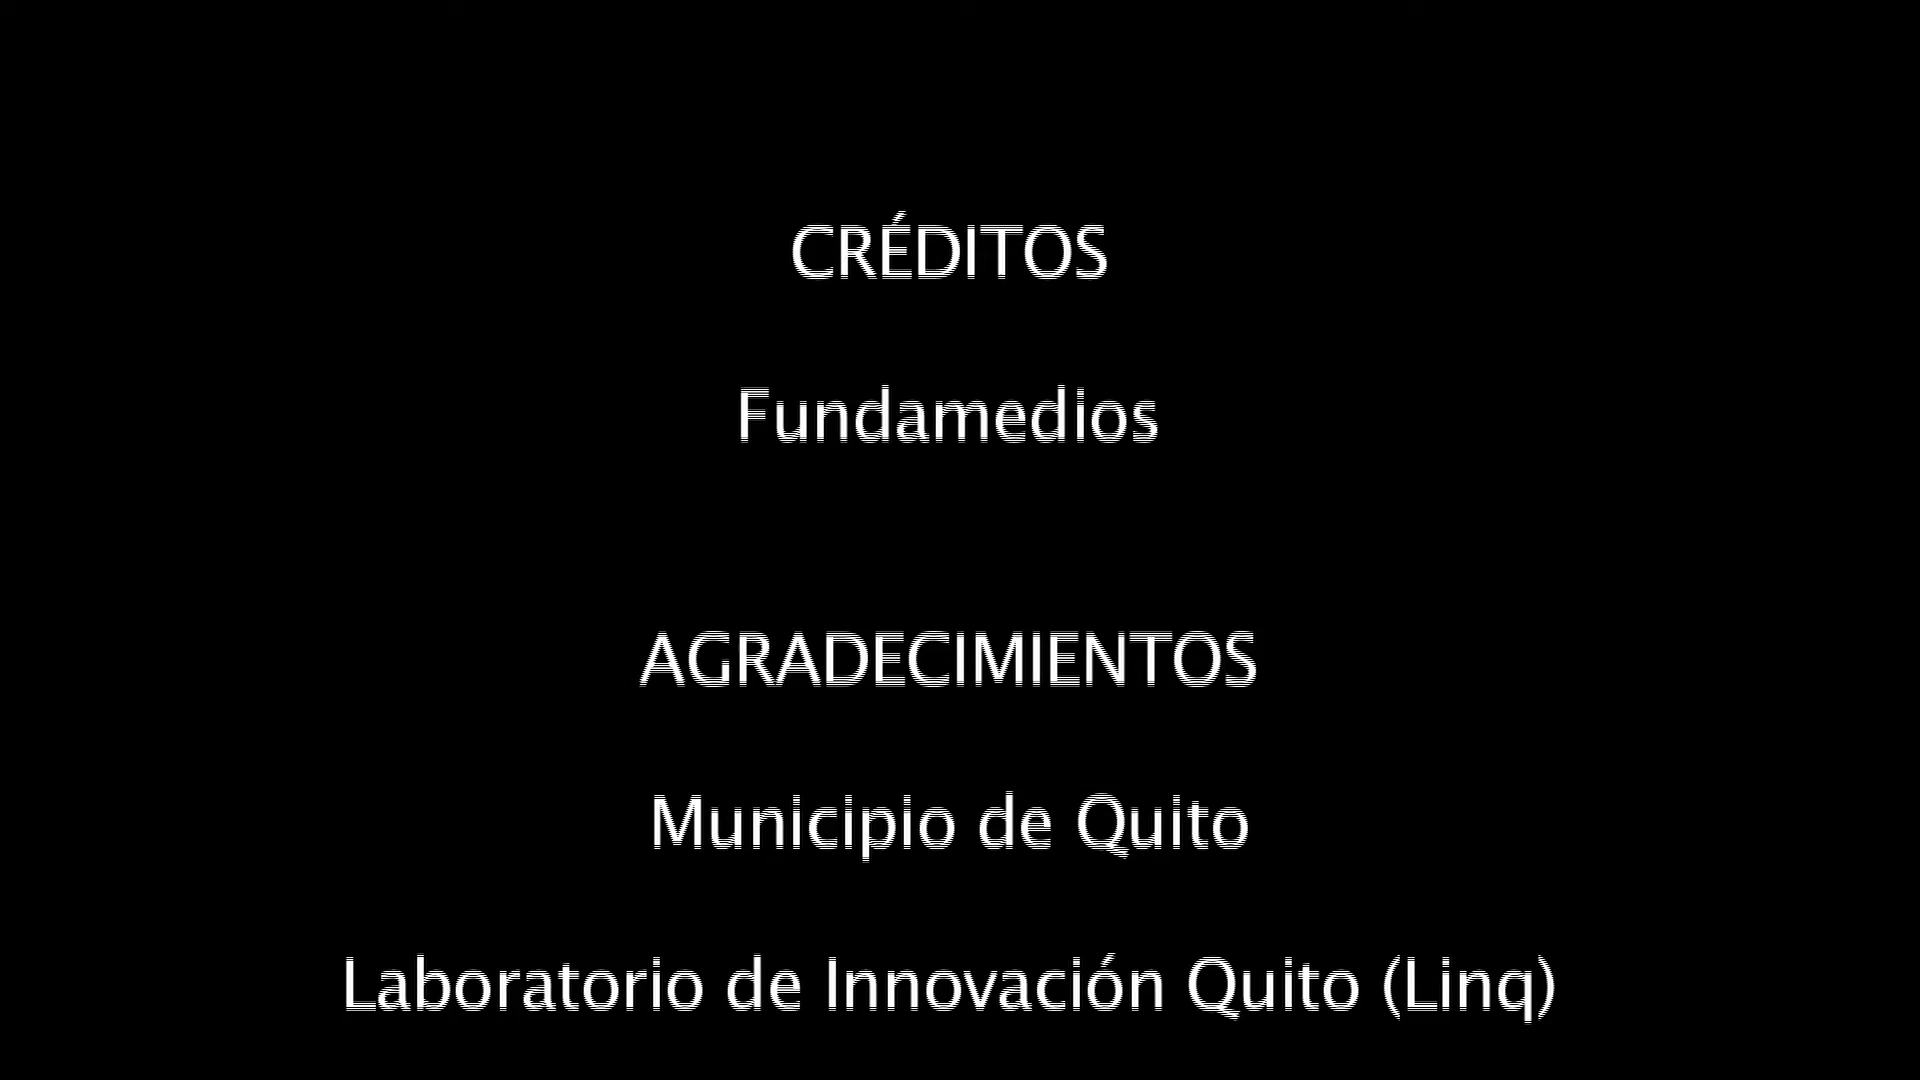 CRÉDITOS
Fundamedios
AGRADECIMIENTOS
Municipio de Quito
Laboratorio de Innovación Quito (Linq)